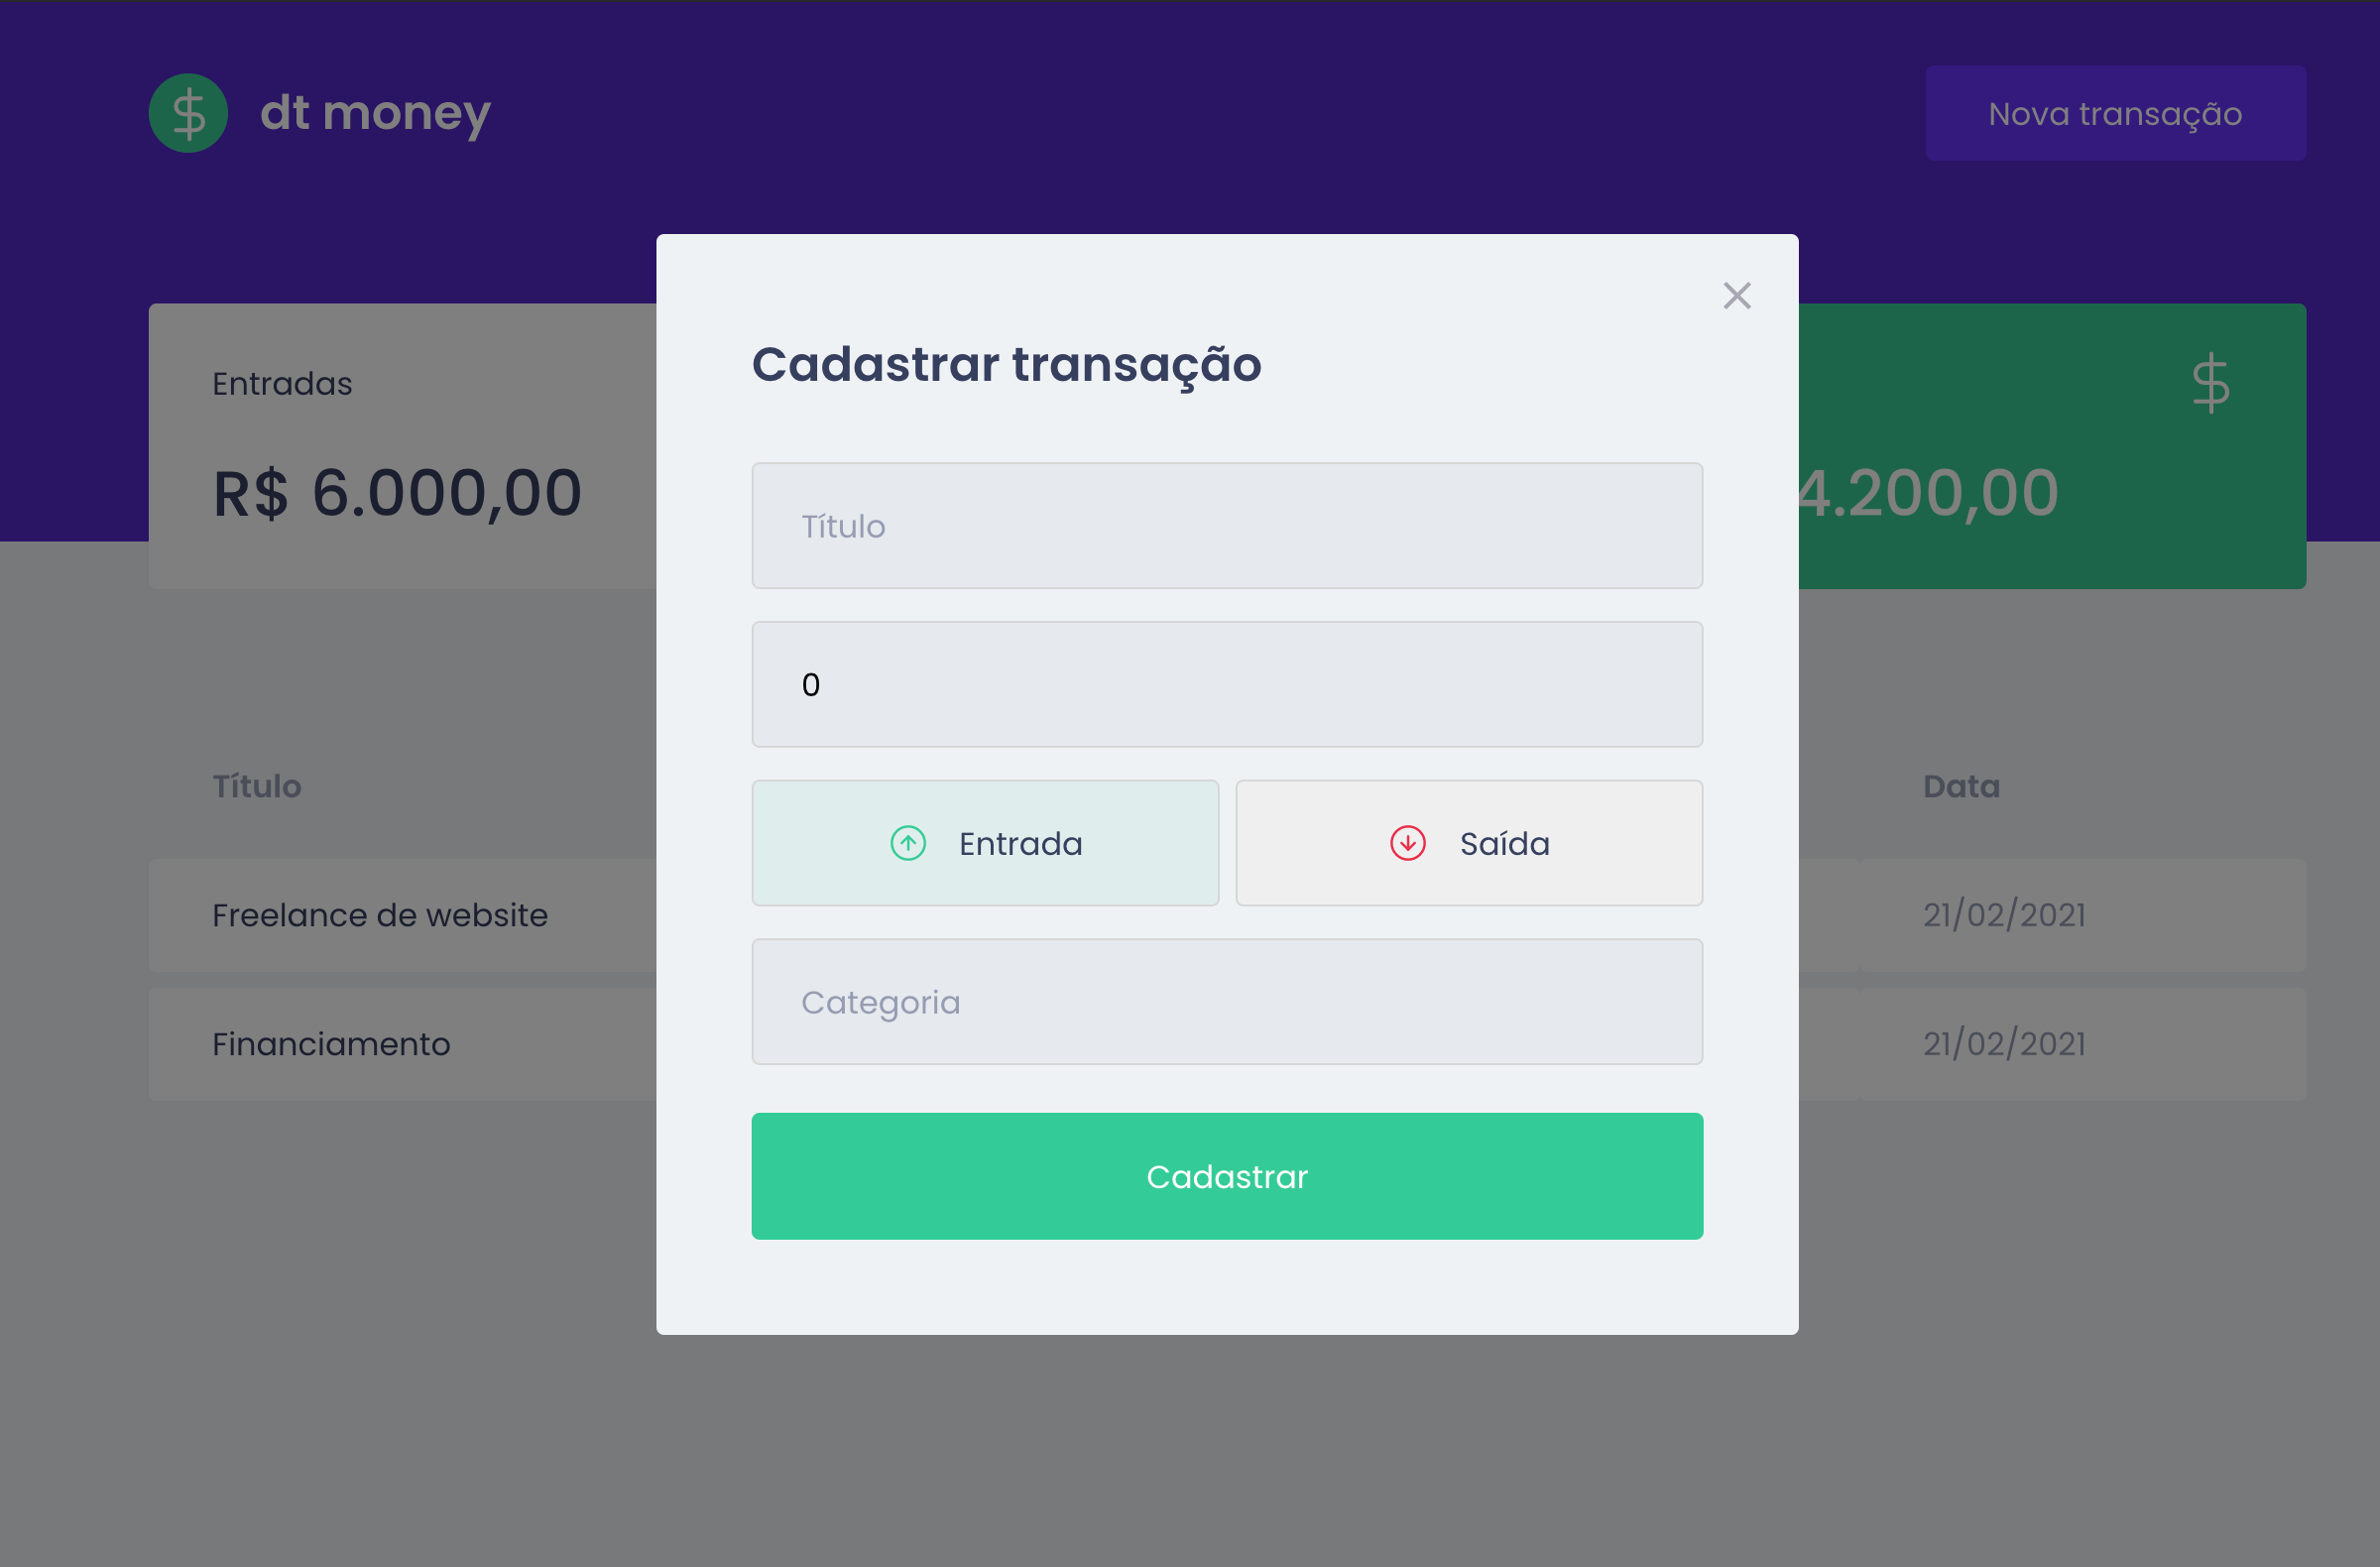 dt money
Nova transação
Entradas
R$ 6.000,00
4.200,00
Cadastrar transação
Título
0
Entrada
Saída
Categoria
Cadastrar
Título
Data
Freelance de website
21/02/2021
Financiamento
21/02/2021